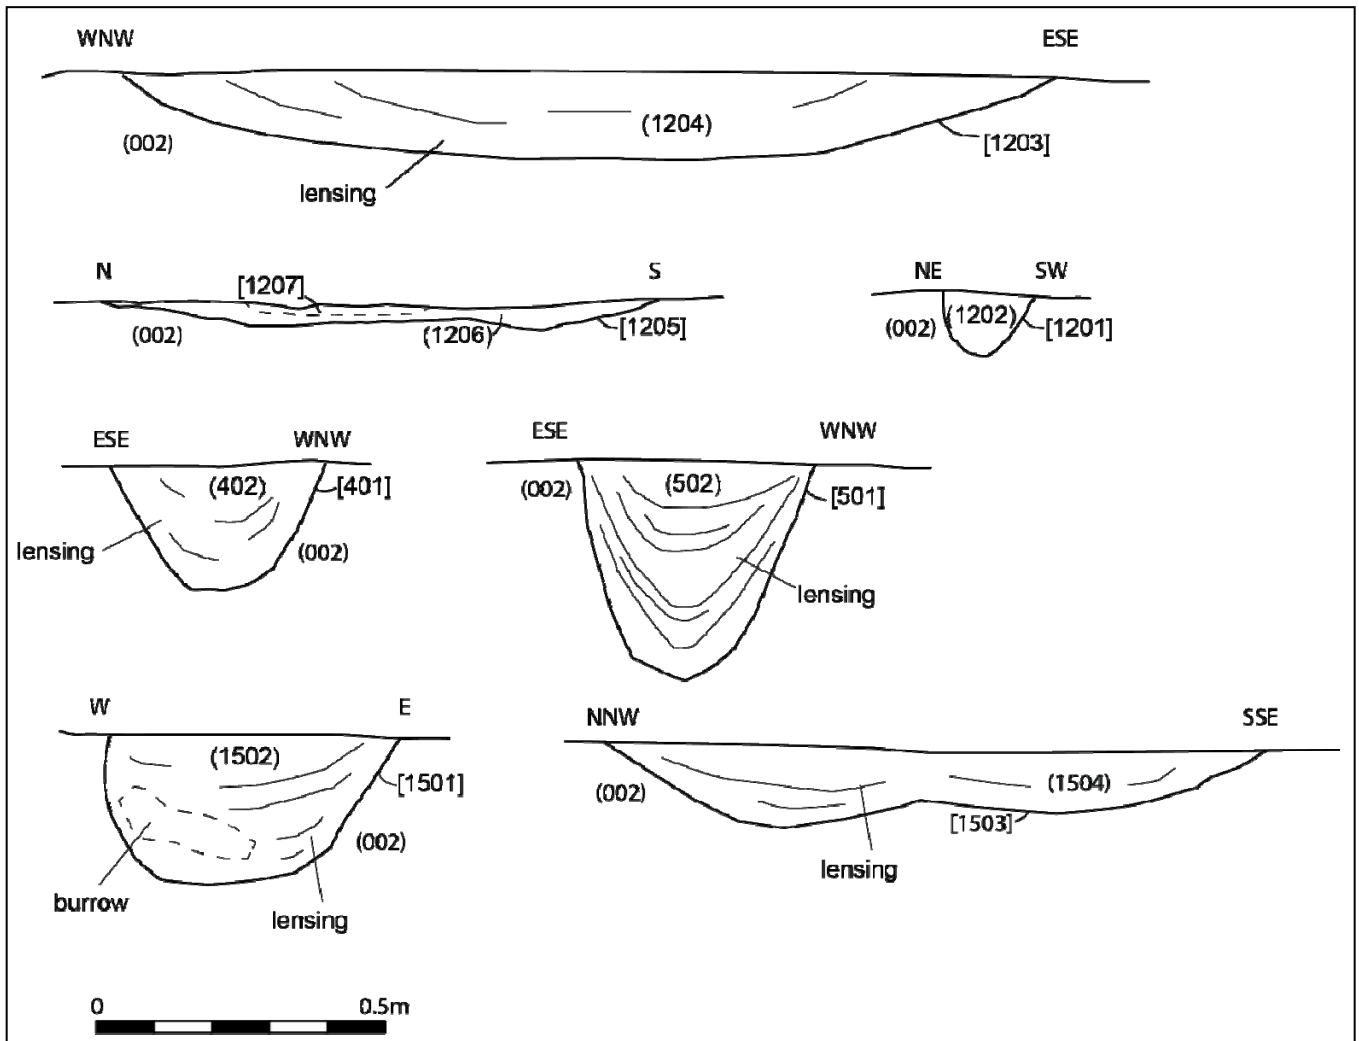 WNW ESE
(1204)
(002) [1203]
lensing
N S NE SW
[1207]
(002) (1206) [1205] (002) (1202) [1201]
ESE WNW ESE WNW
(402) [401] (002) (502) [501]
lensing (002)
lensing
W E NNW SSE
(1502) [1501] (002) (1504)
(002) [1503]
burrow lensing lensing
0 0.5m